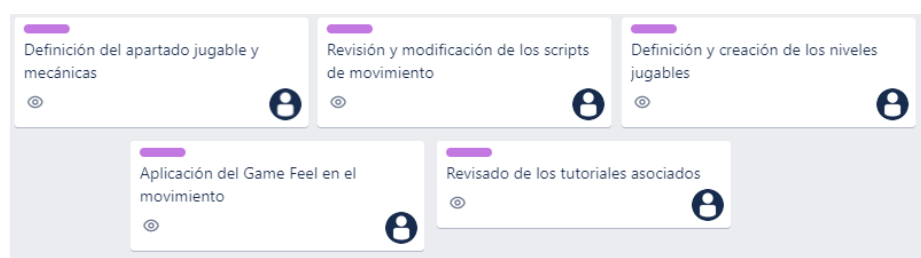 Definición del apartado jugable y
mecánicas
Revisión y modificación de los scripts
de movimiento
Definición y creación de los niveles
jugables
Aplicación del Game Feel en el
movimiento
Revisado de los tutoriales asociados